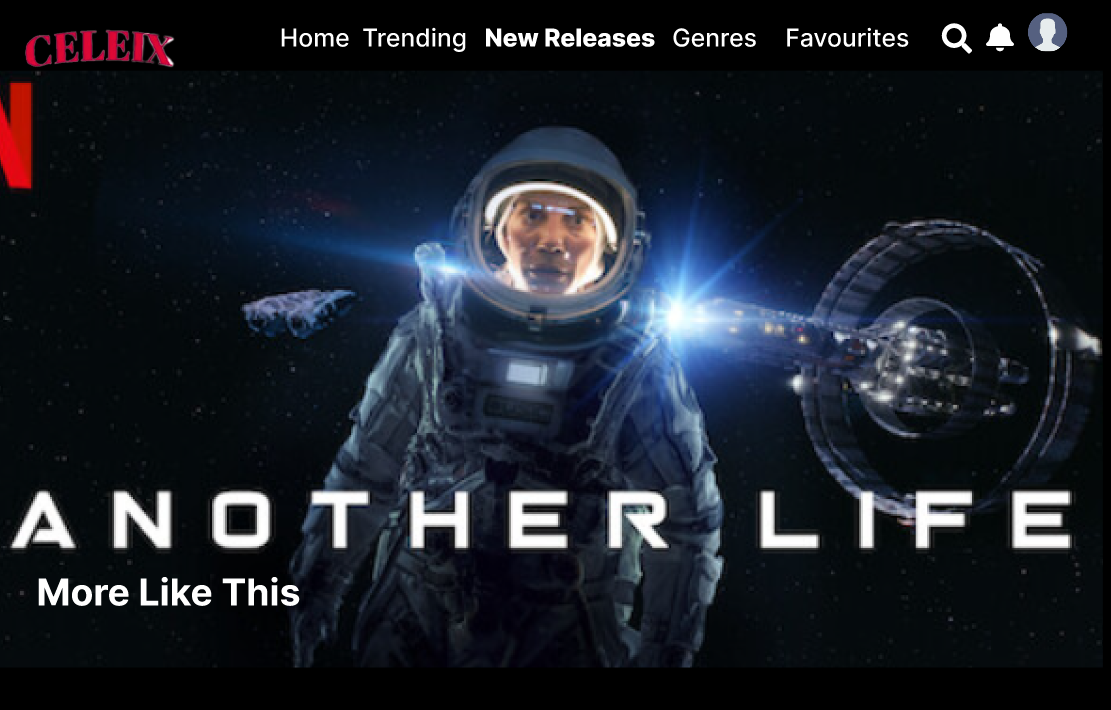 CELEIX
Home Trending New Releases Genres Favourites
N
ANOTHER LIFE
More Like This